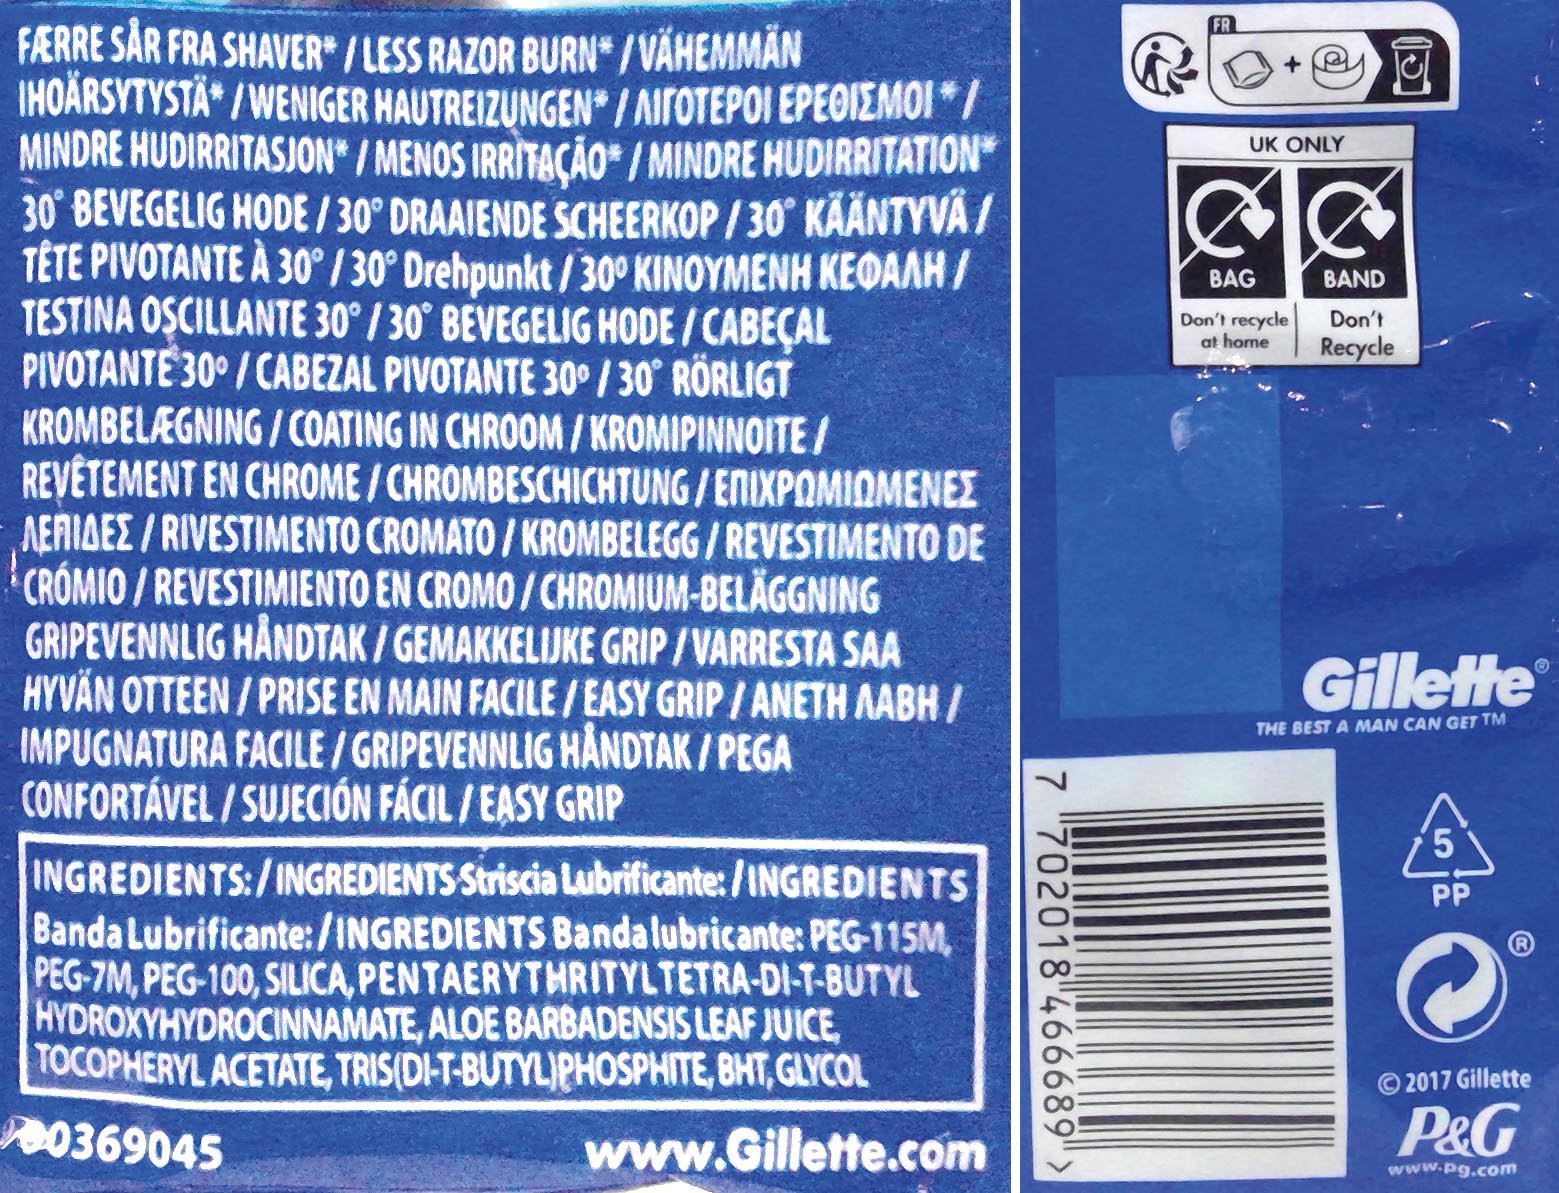 FÆRRE SÅR FRA SHAVER* / LESS RAZOR BURN* / VÄHEMMÄN
IHOÄRSYTYSTÄ* / WENIGER HAUTREIZUNGEN* / ΛΙΓΟΤΕΡΟΙ ΕΡΕΘΙΣΜΟΙ * /
MINDRE HUDIRRITASJON* / MENOS IRRITAÇÃO* / MINDRE HUDIRRITATION*
30° BEVEGELIG HODE / 30° DRAAIENDE SCHEERKOP / 30° KÄÄNTYVÄ /
TÊTE PIVOTANTE À 30° / 30° Drehpunkt / 30º ΚΙΝΟΥΜΕΝΗ ΚΕΦΑΛΗ /
TESTINA OSCILLANTE 30° / 30° BEVEGELIG HODE / CABEÇAL
PIVOTANTE 30º / CABEZAL PIVOTANTE 30º / 30° RÖRLIGT
KROMBELÆGNING / COATING IN CHROOM / KROMIPINNOITE /
REVÊTEMENT EN CHROME / CHROMBESCHICHTUNG / ΕΠΙΧΡΩΜΙΩΜΕΝΕΣ
ΛΕΠΙΔΕΣ / RIVESTIMENTO CROMATO / KROMBELEGG / REVESTIMENTO DE
CRÓMIO / REVESTIMIENTO EN CROMO / CHROMIUM-BELÄGGNING
GRIPEVENNLIG HÅNDTAK / GEMAKKELIJKE GRIP / VARRESTA SAA
HYVÄN OTTEEN / PRISE EN MAIN FACILE / EASY GRIP / ΑΝΕΤΗ ΛΑΒΗ /
IMPUGNATURA FACILE / GRIPEVENNLIG HÅNDTAK / PEGA
CONFORTÁVEL / SUJECIÓN FÁCIL / EASY GRIP
INGREDIENTS: / INGREDIENTS-Striscia Lubrificante: / INGREDIENTS
Banda Lubrificante: / INGREDIENTS Banda lubricante: PEG-115M,
PEG-7M, PEG-100, SILICA, PENTAERYTHRITYL TETRA-DI-T-BUTYL
HYDROXYHYDROCINNAMATE, ALOE BARBADENSIS LEAF JUICE,
TOCOPHERYL ACETATE, TRIS(DI-T-BUTYL)PHOSPHITE, BHT, GLYCOL
0369045
www.Gillette.com
FR
+
UK ONLY
BAG BAND
Don't recycle Don't
at home Recycle
Gillette®
THE BEST A MAN CAN GET ™
7 702018 466689 >
5
PP
®
© 2017 Gillette
P&G
www.pg.com